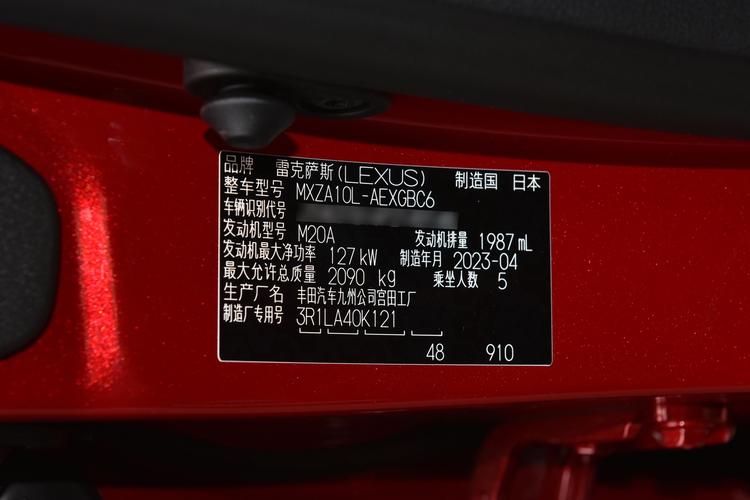 品牌 雷克萨斯(LEXUS) 制造国 日本
整车型号 MXZA10L-AEXGBC6
车辆识别代号
发动机型号 M20A 发动机排量 1987 mL
发动机最大净功率 127 kW 制造年月 2023-04
最大允许总质量 2090 kg 乘坐人数 5
生产厂名 丰田汽车九州公司宫田工厂
制造厂专用号 3R1LA40K121
48 910